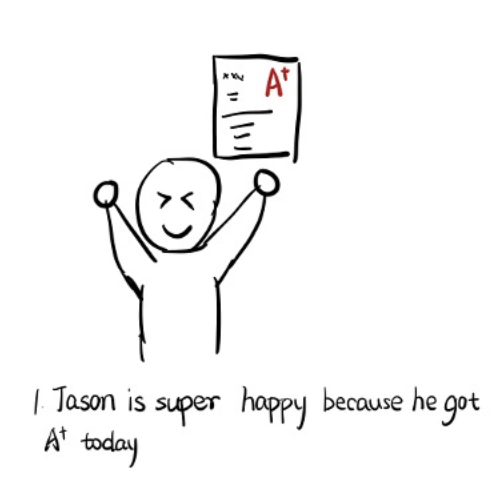 A+
1. Jason is super happy because he got
A+ today